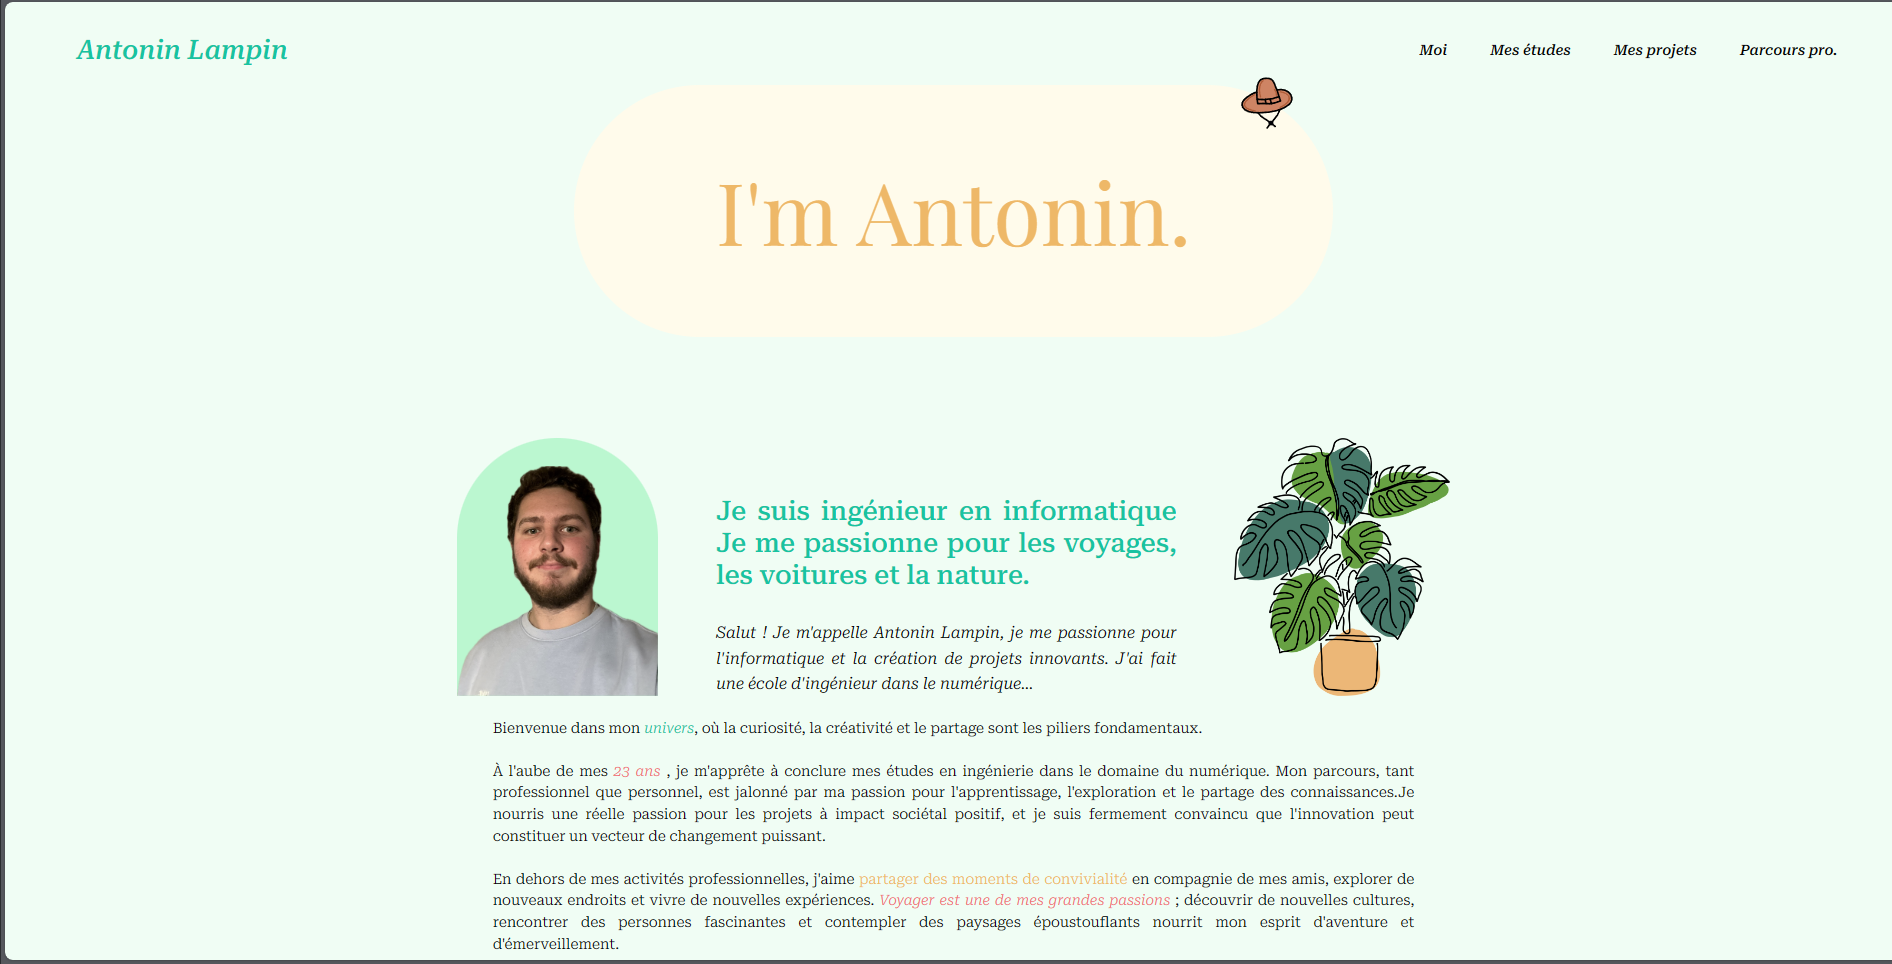 Antonin Lampin
Moi
Mes études
Mes projets
Parcours pro.
I'm Antonin.
Je suis ingénieur en informatique
Je me passionne pour les voyages,
les voitures et la nature.
Salut ! Je m'appelle Antonin Lampin, je me passionne pour
l'informatique et la création de projets innovants. J'ai fait
une école d'ingénieur dans le numérique...
Bienvenue dans mon univers, où la curiosité, la créativité et le partage sont les piliers fondamentaux.
À l'aube de mes 23 ans , je m'apprête à conclure mes études en ingénierie dans le domaine du numérique. Mon parcours, tant
professionnel que personnel, est jalonné par ma passion pour l'apprentissage, l'exploration et le partage des connaissances.Je
nourris une réelle passion pour les projets à impact sociétal positif, et je suis fermement convaincu que l'innovation peut
constituer un vecteur de changement puissant.
En dehors de mes activités professionnelles, j'aime partager des moments de convivialité en compagnie de mes amis, explorer de
nouveaux endroits et vivre de nouvelles expériences. Voyager est une de mes grandes passions ; découvrir de nouvelles cultures,
rencontrer des personnes fascinantes et contempler des paysages époustouflants nourrit mon esprit d'aventure et
d'émerveillement.